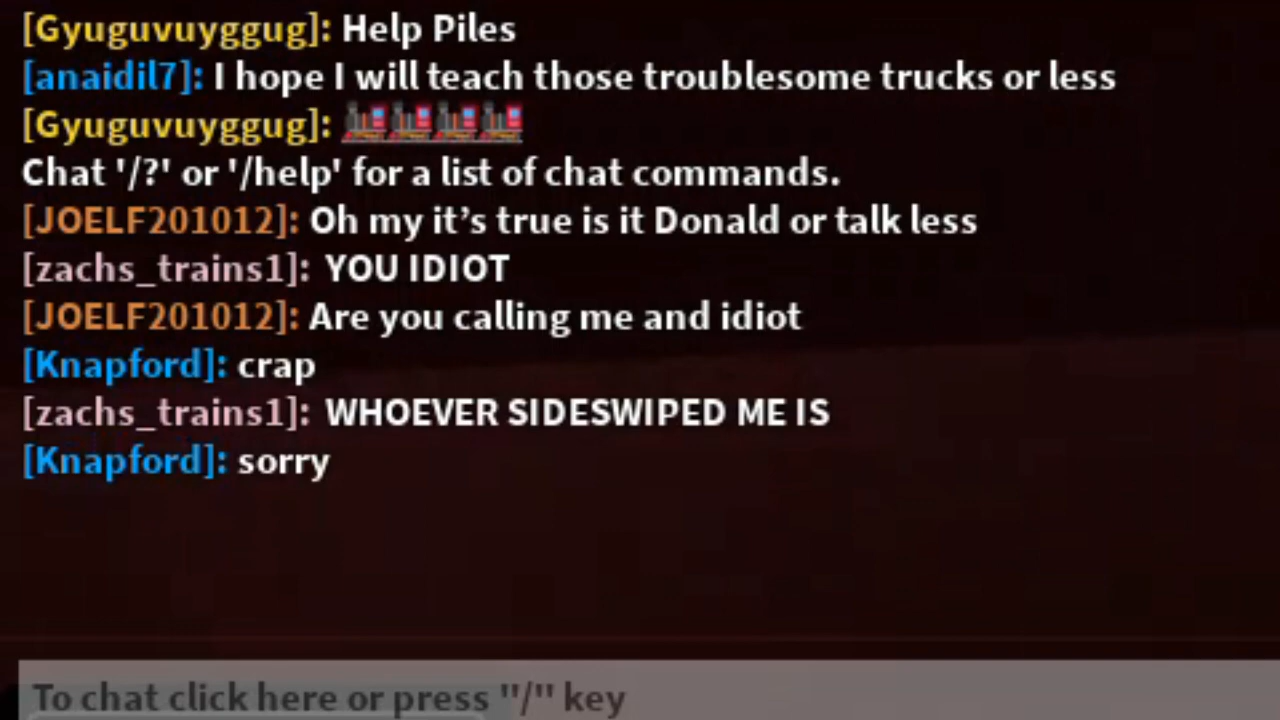 [Gyuguvuyggug]: Help Piles
[anaidil7]: I hope I will teach those troublesome trucks or less
[Gyuguvuyggug]: 🚂🚂🚂🚂
Chat '/?' or '/help' for a list of chat commands.
[JOELF201012]: Oh my it’s true is it Donald or talk less
[zachs_trains1]: YOU IDIOT
[JOELF201012]: Are you calling me and idiot
[Knapford]: crap
[zachs_trains1]: WHOEVER SIDESWIPED ME IS
[Knapford]: sorry
To chat click here or press "/" key